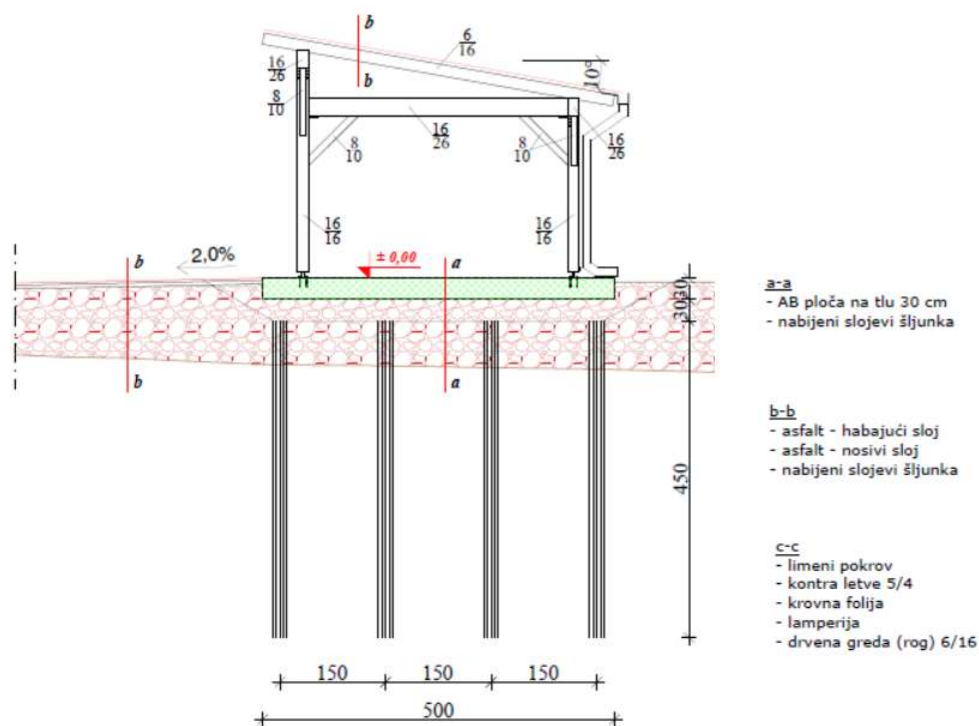 b
6
16
16
26
8
10
b
10°
16
26
8
10
8
10
16
26
16
16
16
16
b
2,0%
± 0,00
a
30
30
b
a
450
150
150
150
500
a-a
- AB ploča na tlu 30 cm
- nabijeni slojevi šljunka
b-b
- asfalt - habajući sloj
- asfalt - nosivi sloj
- nabijeni slojevi šljunka
c-c
- limeni pokrov
- kontra letve 5/4
- krovna folija
- lamperija
- drvena greda (rog) 6/16